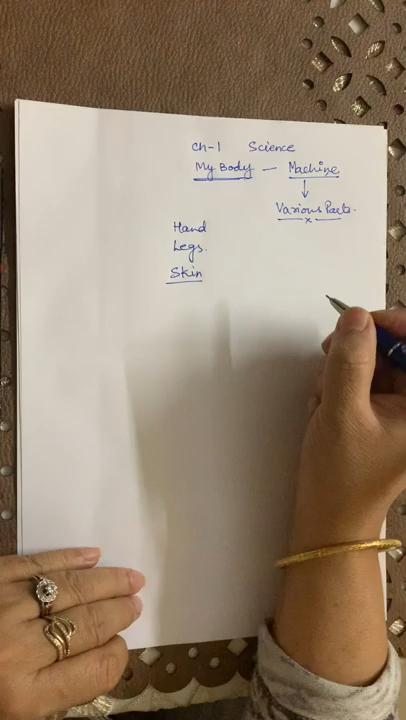 Ch-1 Science
My Body — Machine
↓
Various Parts.
Hand
Legs.
Skin